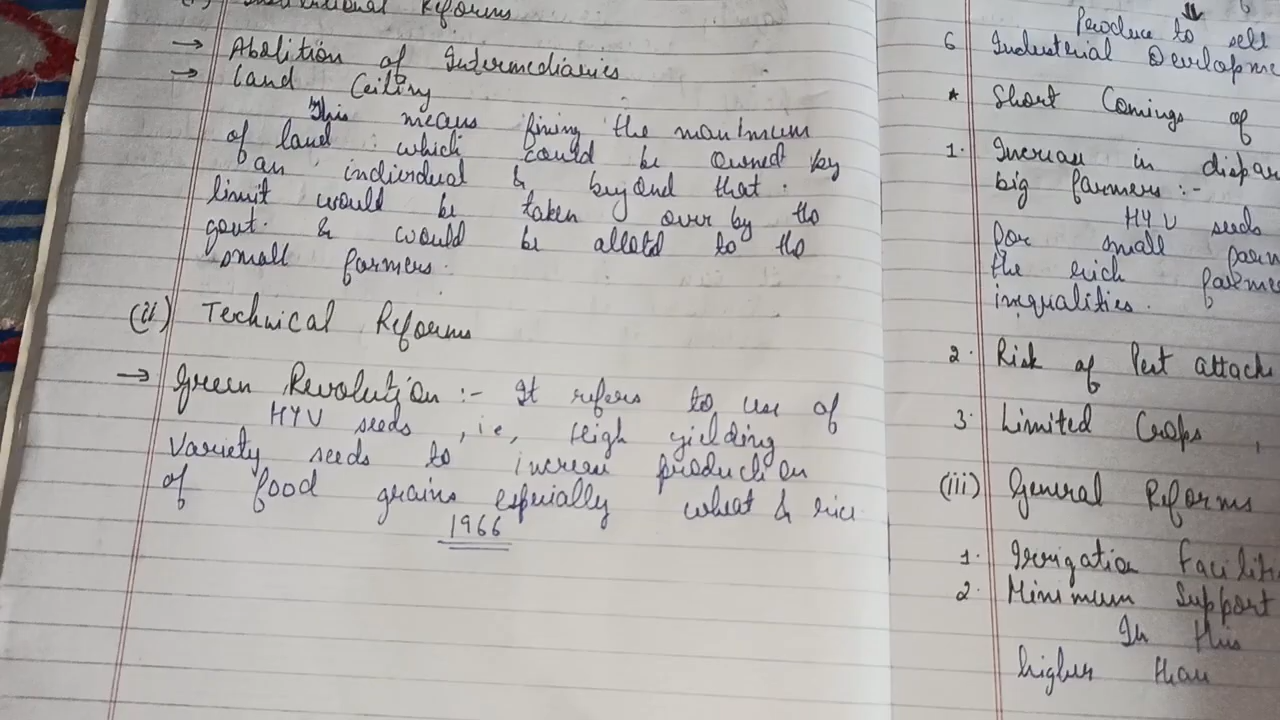 Reforms
→ Abolition of Intermediaries
→ Land Ceiling
This means fixing the maximum
of land which could be owned by
an individual & beyond that
limit would be taken over by the
govt. & would be alloted to the
small farmers.
(ii) Technical Reforms
→ Green Revolution :- It refers to use of
HYV seeds, i.e., High yielding
Variety seeds to increase production
of food grains especially wheat & rice
1966
Produce to sell
6 Industrial Developme
* Short Comings of
1. Increase in dispar
big farmers :-
HYV seeds
for small farm
the rich farme
inequalities.
2. Risk of Pest attack
3. Limited Crops
(iii) General Reforms
1. Irrigation Facilit
2. Minimum Support
In this
higher than